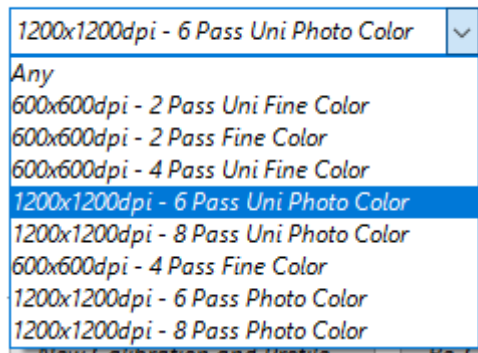 1200x1200dpi - 6 Pass Uni Photo Color
Any
600x600dpi - 2 Pass Uni Fine Color
600x600dpi - 2 Pass Fine Color
600x600dpi - 4 Pass Uni Fine Color
1200x1200dpi - 6 Pass Uni Photo Color
1200x1200dpi - 8 Pass Uni Photo Color
600x600dpi - 4 Pass Fine Color
1200x1200dpi - 6 Pass Photo Color
1200x1200dpi - 8 Pass Photo Color